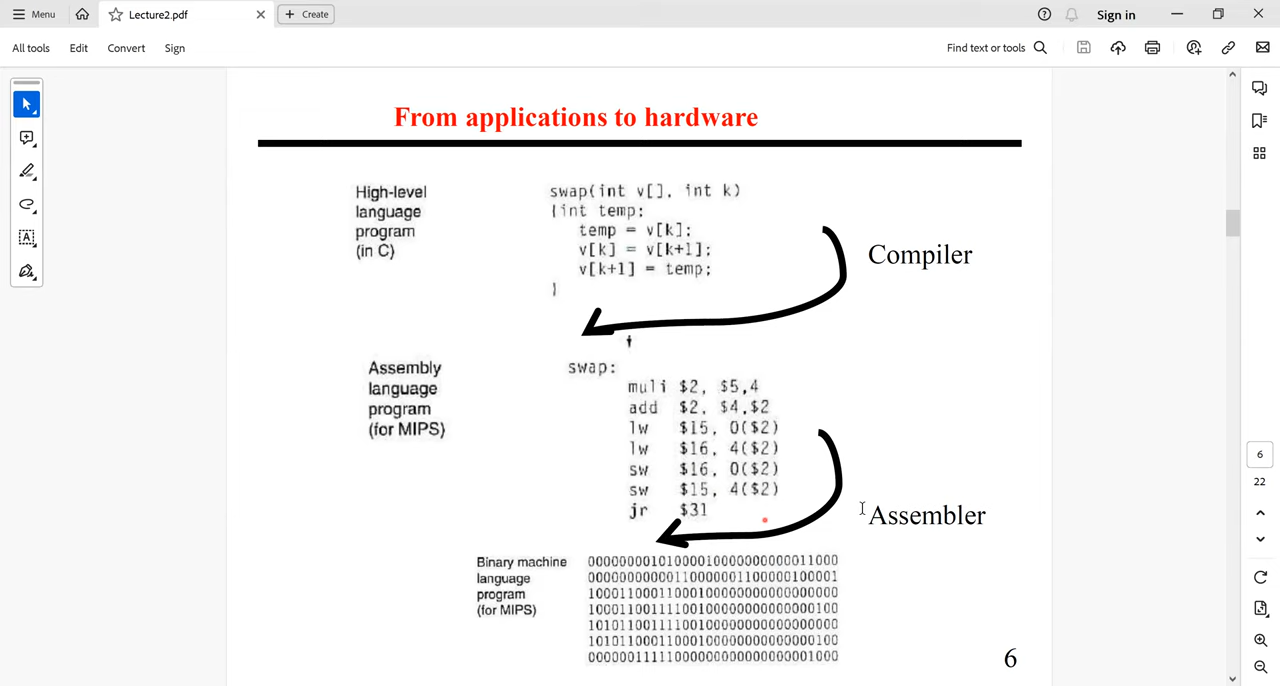 Menu
Lecture2.pdf
Create
Sign in
All tools
Edit
Convert
Sign
Find text or tools
From applications to hardware
High-level
language
program
(in C)
swap(int v[], int k)
{int temp;
temp = v[k];
v[k] = v[k+1];
v[k+1] = temp;
}
Compiler
Assembly
language
program
(for MIPS)
swap:
muli $2, $5,4
add $2, $4,$2
lw $15, 0($2)
lw $16, 4($2)
sw $16, 0($2)
sw $15, 4($2)
jr $31
Assembler
Binary machine
language
program
(for MIPS)
00000000101000010000000000011000
00000000000110000001100000100001
10001100011000100000000000000000
10001100111100100000000000000100
10101100111100100000000000000000
10101100011000100000000000000100
00000011111000000000000000001000
6
6
22